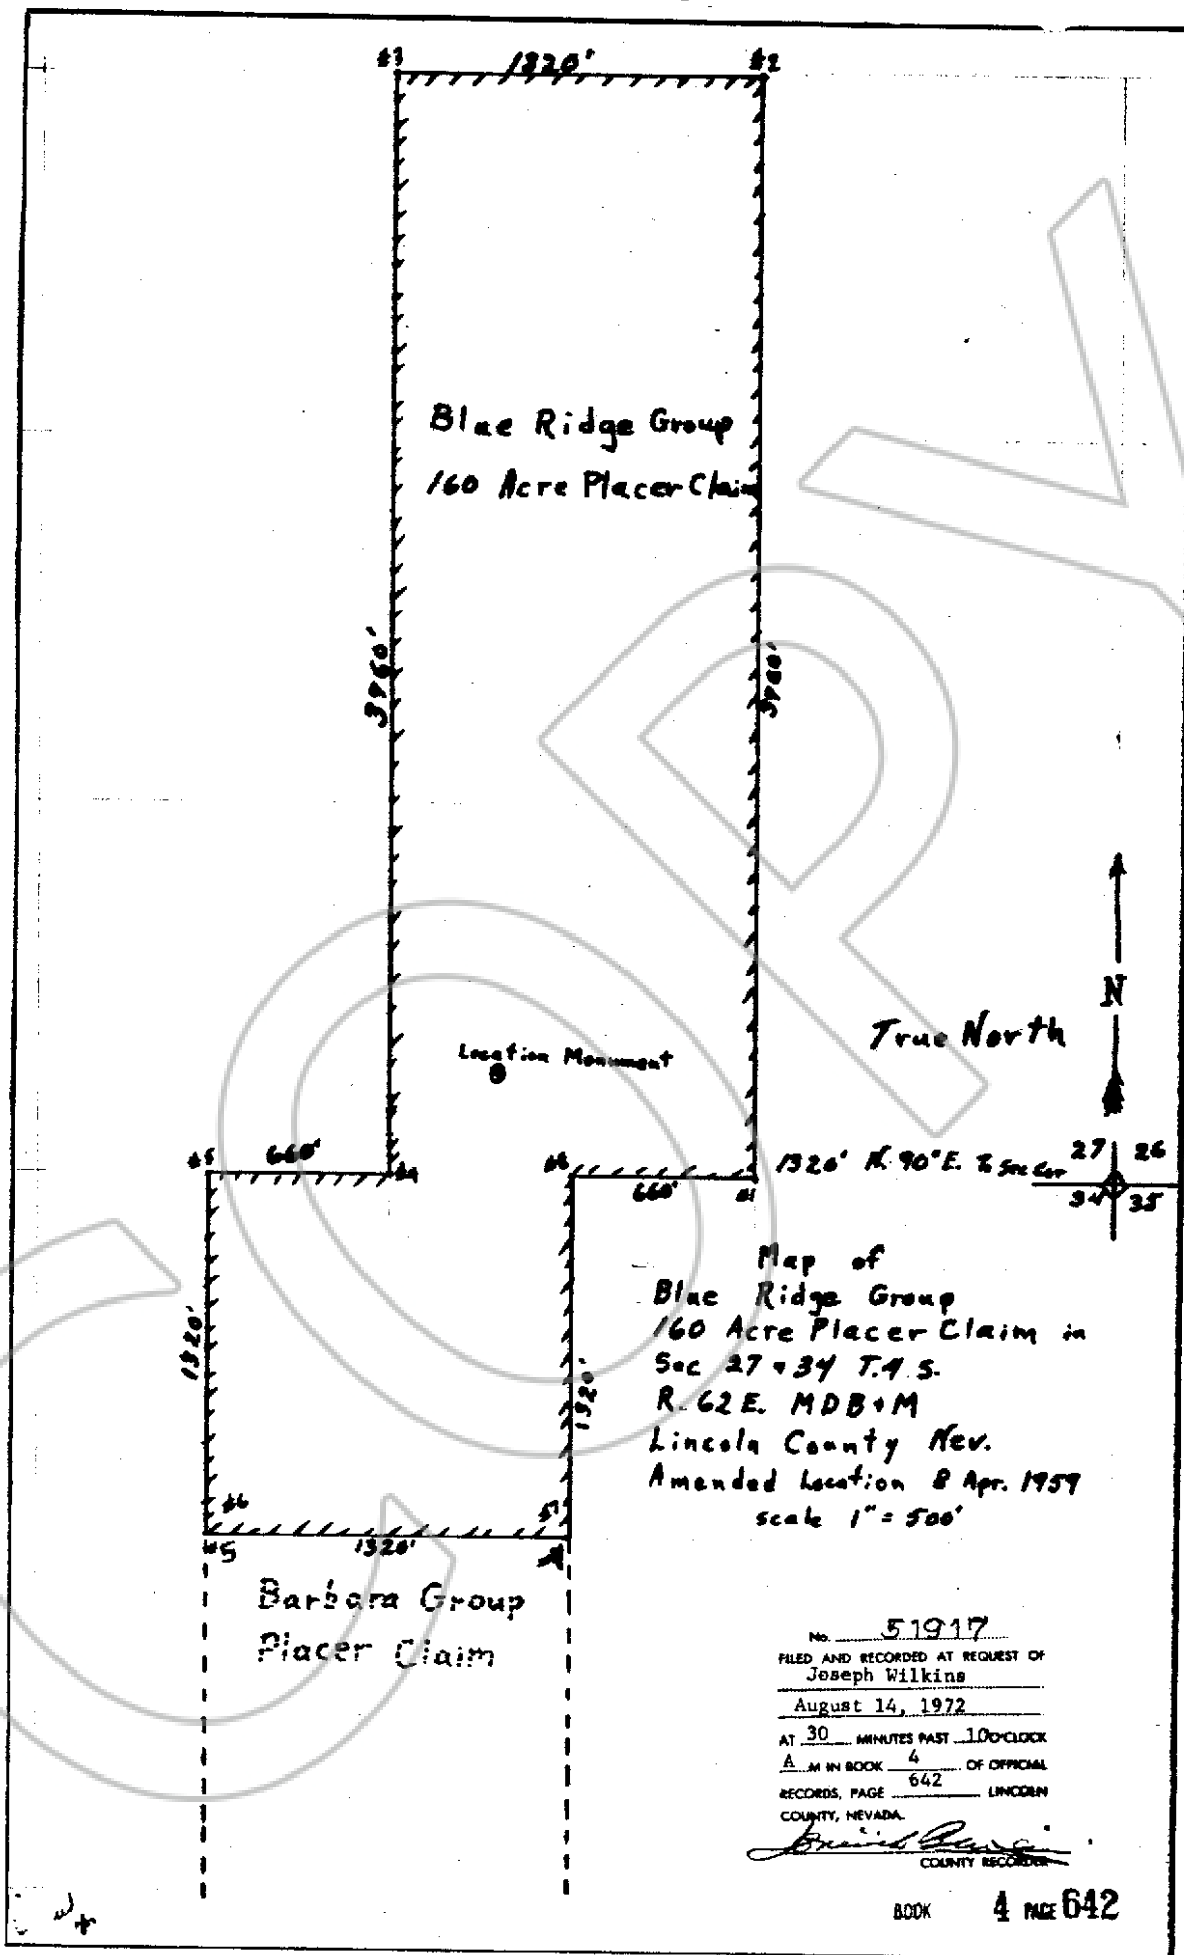 #3 1320' #2
Blue Ridge Group
160 Acre Placer Claim
3960'
3960'
Location Monument
N
True North
#5 660' #4
#8 660' #1
1320' N. 90° E. To Sec Cor
27 26
34 35
1320'
1320'
Map of
Blue Ridge Group
160 Acre Placer Claim in
Sec 27 + 34 T.4 S.
R. 62 E. MDB+M
Lincoln County Nev.
Amended Location 8 Apr. 1959
scale 1" = 500'
#6
#5 1320'
Barbara Group
Placer Claim
No. 51917
FILED AND RECORDED AT REQUEST OF
Joseph Wilkins
August 14, 1972
AT 30 MINUTES PAST 10 O'CLOCK
A M IN BOOK 4 OF OFFICIAL
RECORDS, PAGE 642 LINCOLN
COUNTY, NEVADA.
COUNTY RECORDER
BOOK 4 PAGE 642
COPY